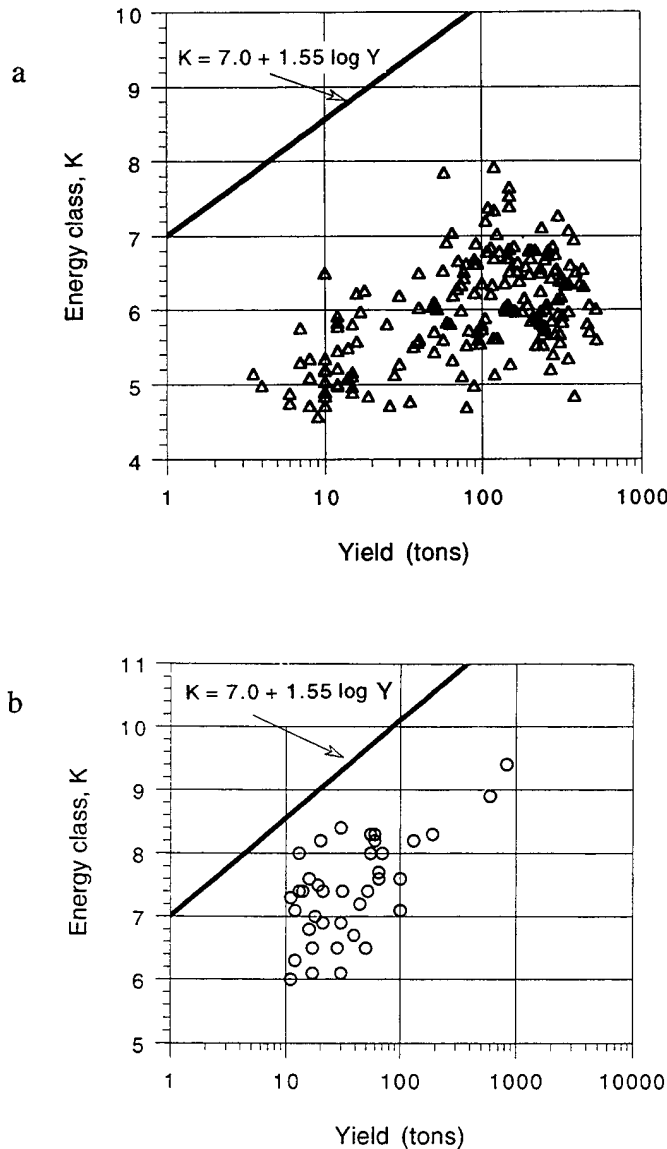 a
10
9
8
7
6
5
4
K = 7.0 + 1.55 log Y
Energy class, K
1
10
100
1000
Yield (tons)
b
11
10
9
8
7
6
5
K = 7.0 + 1.55 log Y
Energy class, K
1
10
100
1000
10000
Yield (tons)